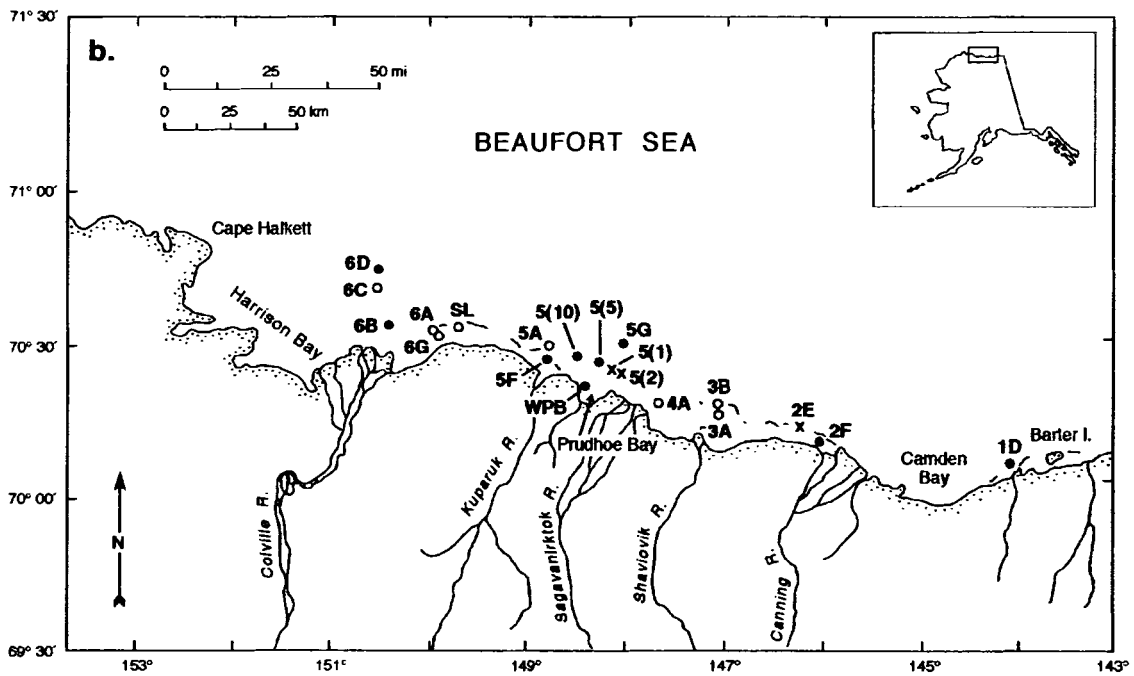 71° 30′
b.
0 25 50 mi
0 25 50 km
BEAUFORT SEA
71° 00′
Cape Halkett
Harrison Bay
6D
6C
6B
6A
SL
6G
5A
5(10)
5(5)
5G
5(1)
5(2)
5F
WPB
70° 30′
4A
3B
3A
2E
2F
1D
Barter I.
Prudhoe Bay
Camden
Bay
70° 00′
N
Colville R.
Kuparuk R.
Sagavanirktok R.
Shaviovik R.
Canning R.
69° 30′
153° 151° 149° 147° 145° 143°